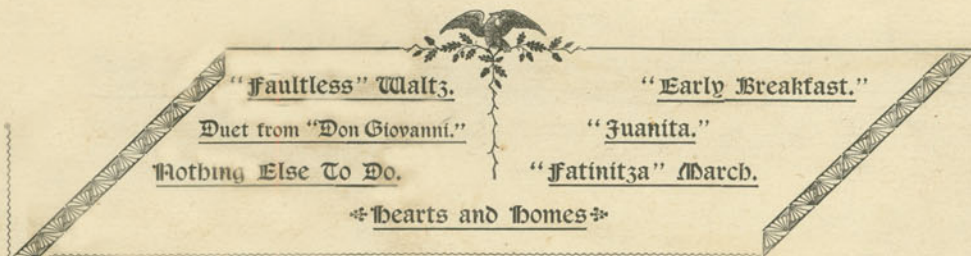 “Faultless” Waltz.
Duet from “Don Giovanni.”
Nothing Else To Do.
“Early Breakfast.”
“Juanita.”
“Fatinitza” March.
Hearts and Homes